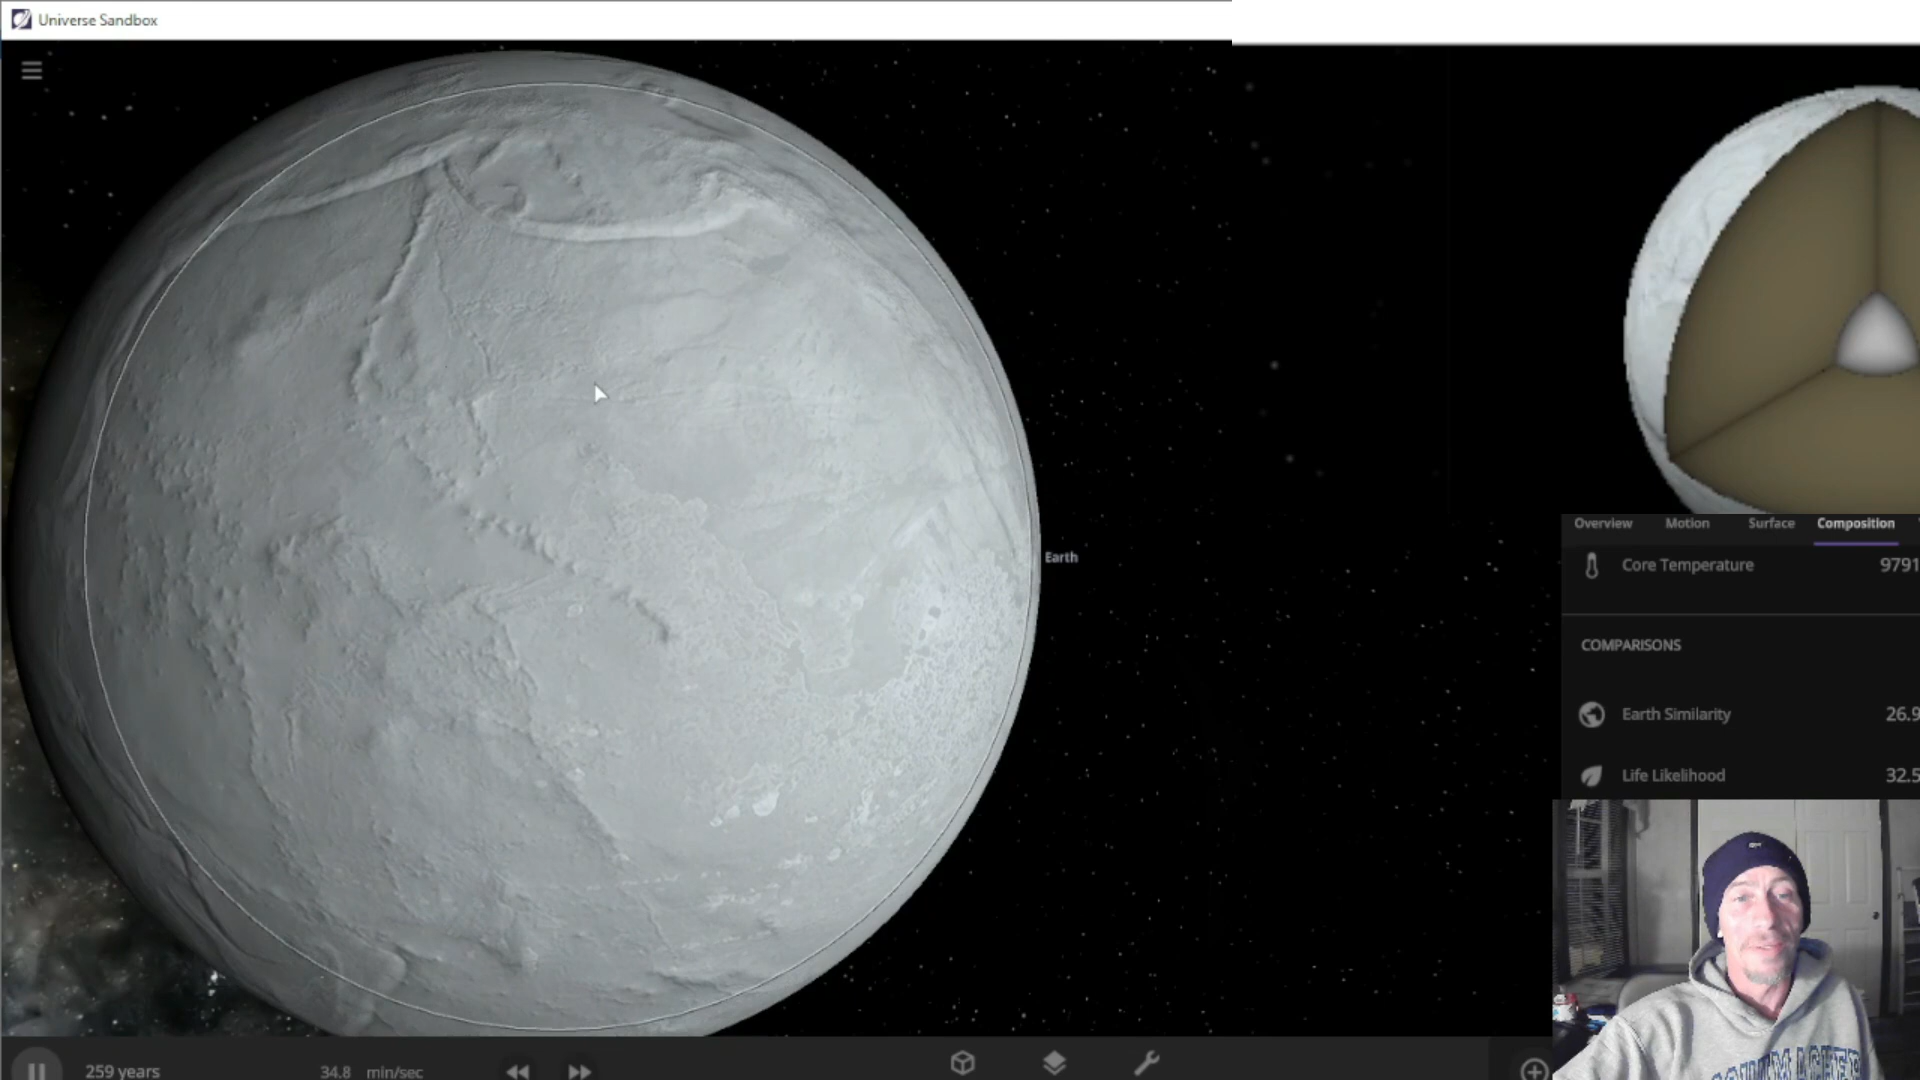 Universe Sandbox
Earth
Overview Motion Surface Composition
Core Temperature 9791
COMPARISONS
Earth Similarity 26.9
Life Likelihood 32.5
259 years 34.8 min/sec